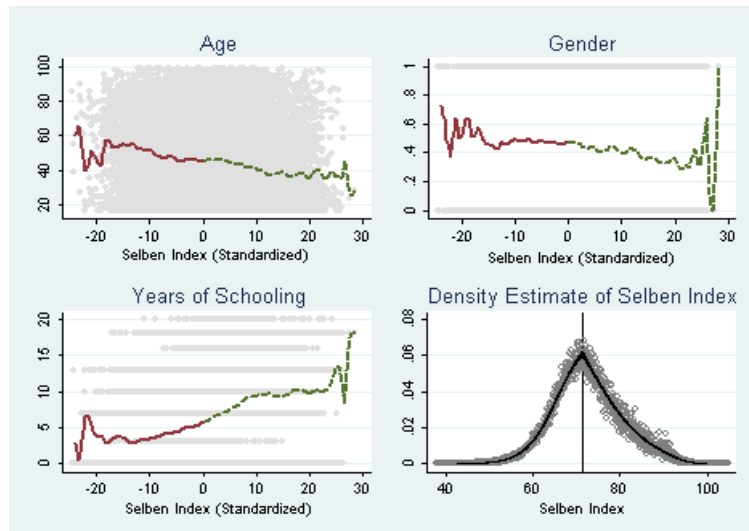 Age
100
80
60
40
20
-20 -10 0 10 20 30
Selben Index (Standardized)
Gender
1
.8
.6
.4
.2
0
-20 -10 0 10 20 30
Selben Index (Standardized)
Years of Schooling
20
15
10
5
0
-20 -10 0 10 20 30
Selben Index (Standardized)
Density Estimate of Selben Index
.08
.06
.04
.02
0
40 60 80 100
Selben Index